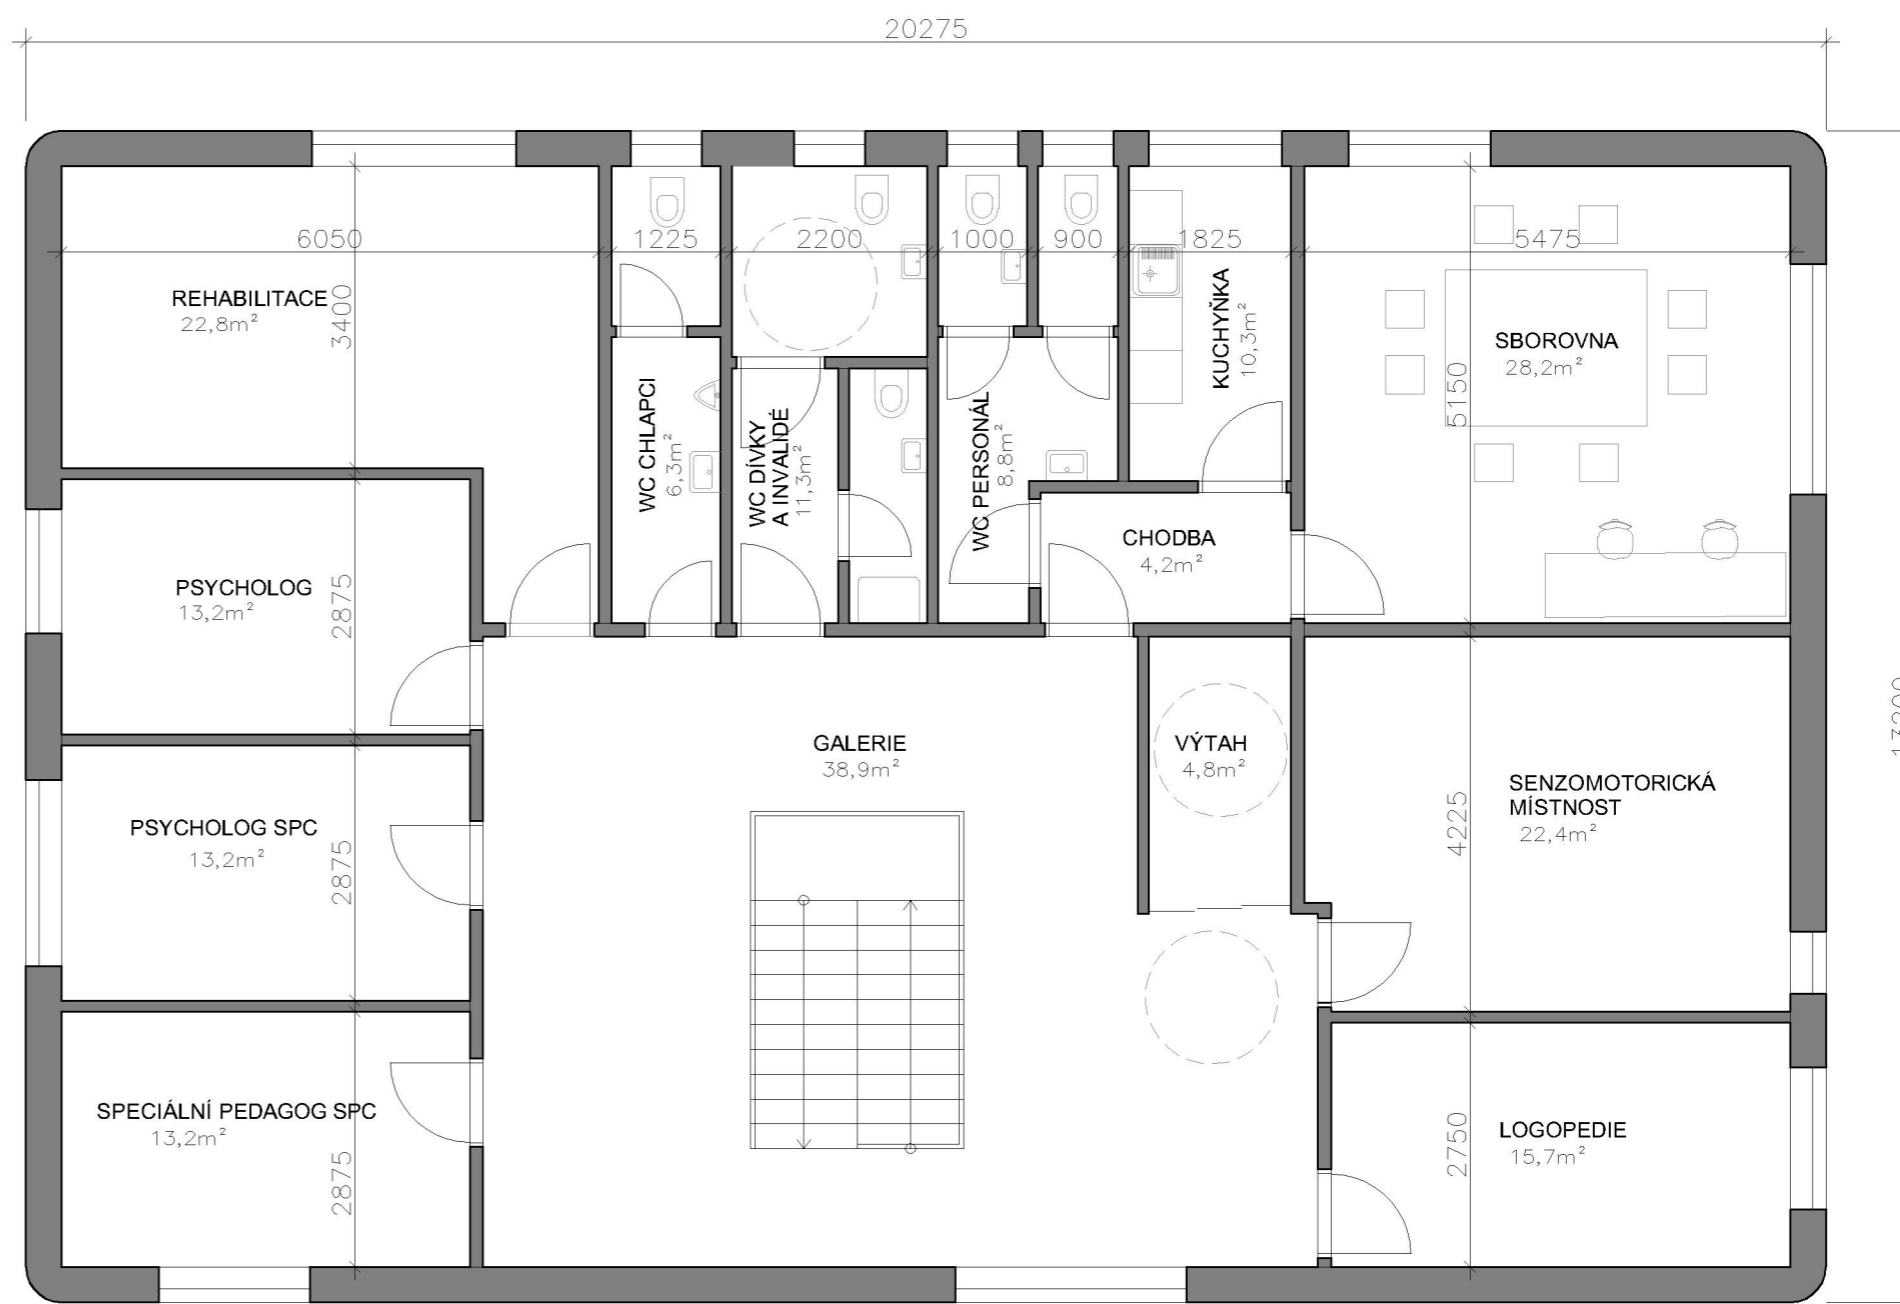 20275
6050
1225
2200
1000
900
1825
5475
REHABILITACE
22,8m²
3400
WC CHLAPCI
6,3m²
WC DÍVKY
A INVALIDÉ
11,3m²
WC PERSONÁL
8,8m²
KUCHYŇKA
10,3m²
SBOROVNA
28,2m²
5150
CHODBA
4,2m²
PSYCHOLOG
13,2m²
2875
GALERIE
38,9m²
VÝTAH
4,8m²
SENZOMOTORICKÁ
MÍSTNOST
22,4m²
4225
PSYCHOLOG SPC
13,2m²
2875
SPECIÁLNÍ PEDAGOG SPC
13,2m²
2875
LOGOPEDIE
15,7m²
2750